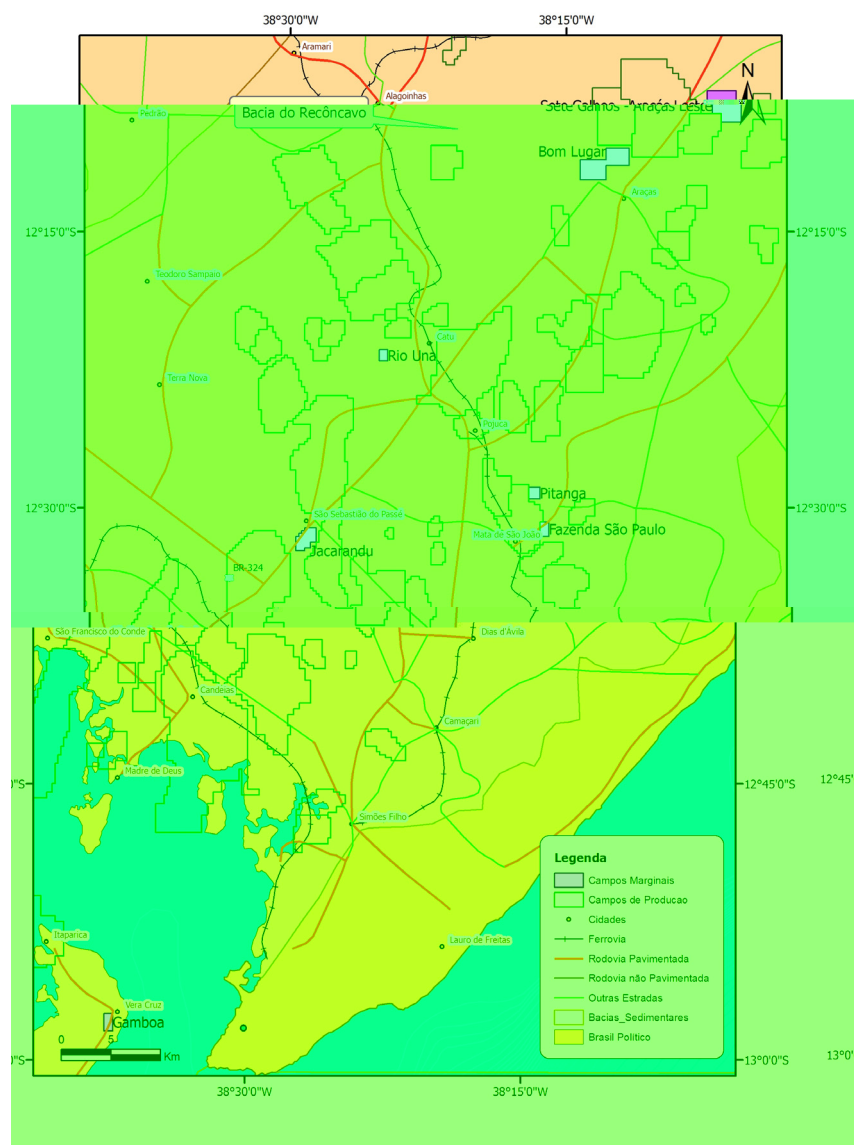 38°30'0"W
38°15'0"W
Aramari
Alagoinhas
N
Sete Galhos - Araças Leste
Bacia do Recôncavo
Pedrão
Bom Lugar
Araças
12°15'0"S
12°15'0"S
Teodoro Sampaio
Catu
Rio Una
Terra Nova
Pojuca
Pitanga
12°30'0"S
12°30'0"S
São Sebastião do Passé
Fazenda São Paulo
Mata de São João
Jacarandu
BR-324
São Francisco do Conde
Dias d'Ávila
Candeias
Camaçari
Madre de Deus
0"S
12°45'0"S
12°45'
Simões Filho
Legenda
Campos Marginais
Campos de Producao
Cidades
Ferrovia
Rodovia Pavimentada
Rodovia não Pavimentada
Outras Estradas
Bacias_Sedimentares
Brasil Politico
Itaparica
Lauro de Freitas
Vera Cruz
Gamboa
0
5
Km
0"S
13°0'0"S
13°0'
38°30'0"W
38°15'0"W